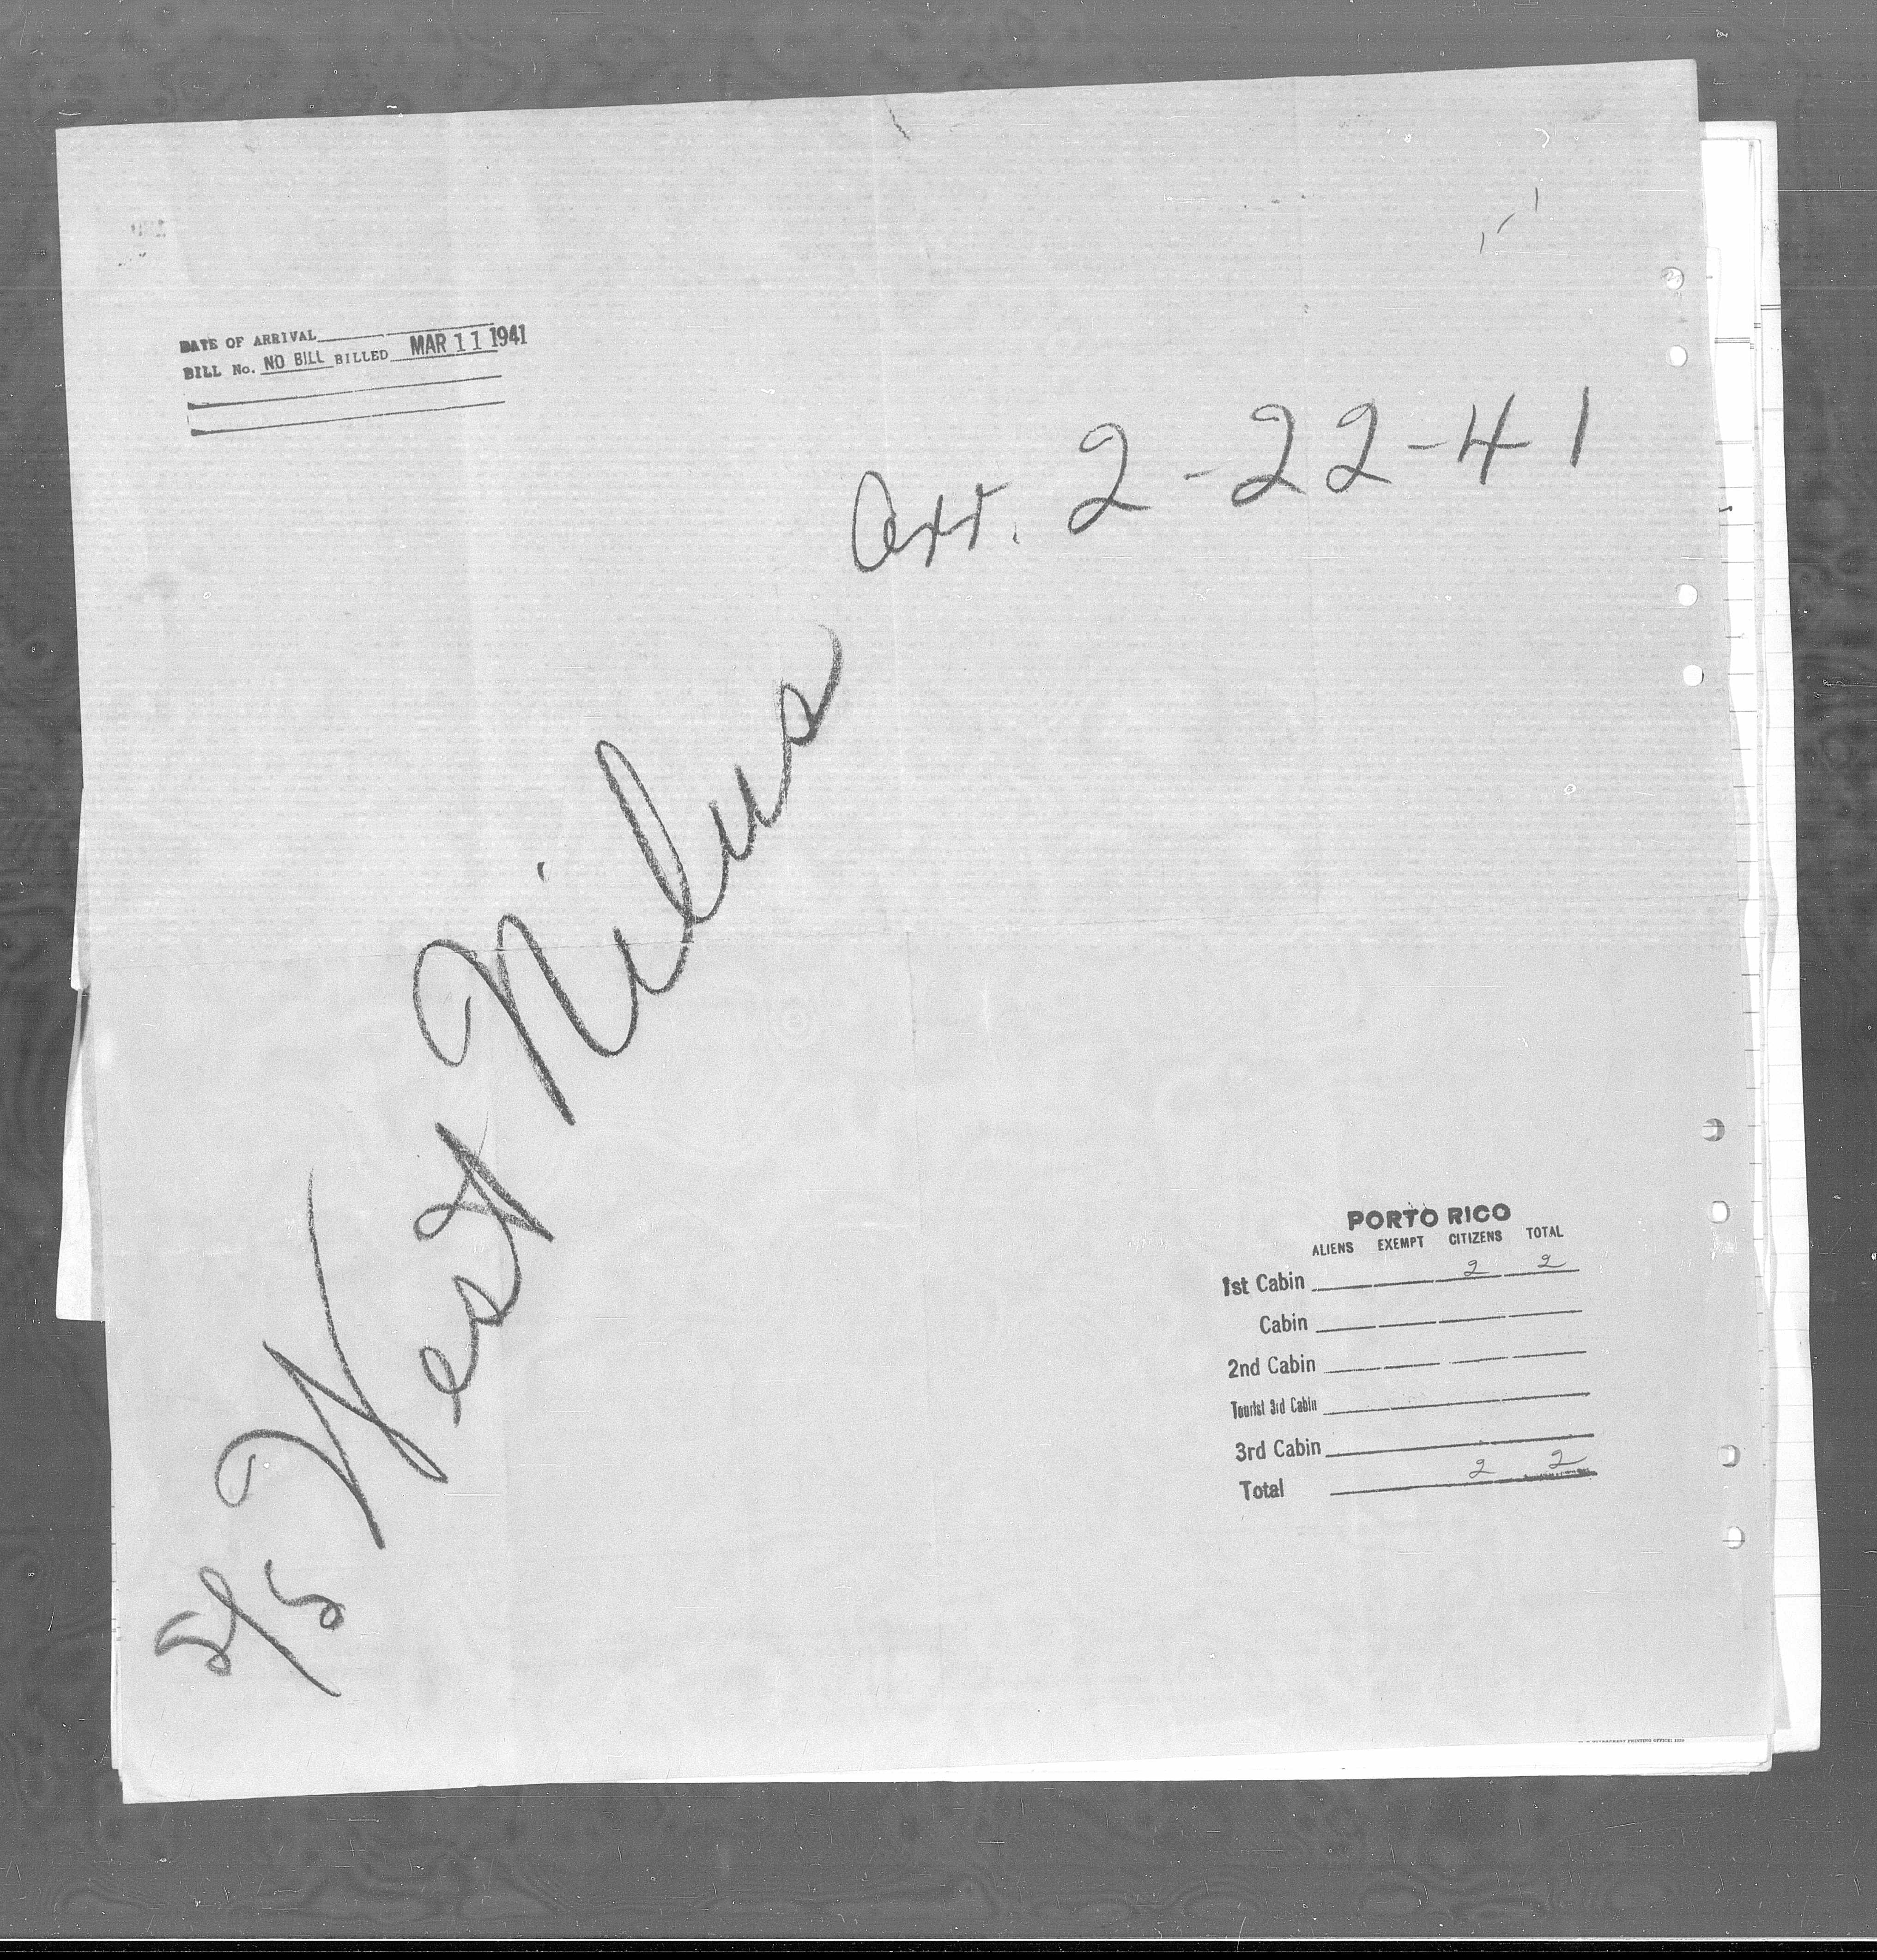 DATE OF ARRIVAL
BILL No. NO BILL BILLED MAR 11 1941
arr. 2-22-41
S/S West Nilus
PORTO RICO
ALIENS EXEMPT CITIZENS TOTAL
1st Cabin 2 2
Cabin
2nd Cabin
Tourist 3rd Cabin
3rd Cabin
Total 2 2